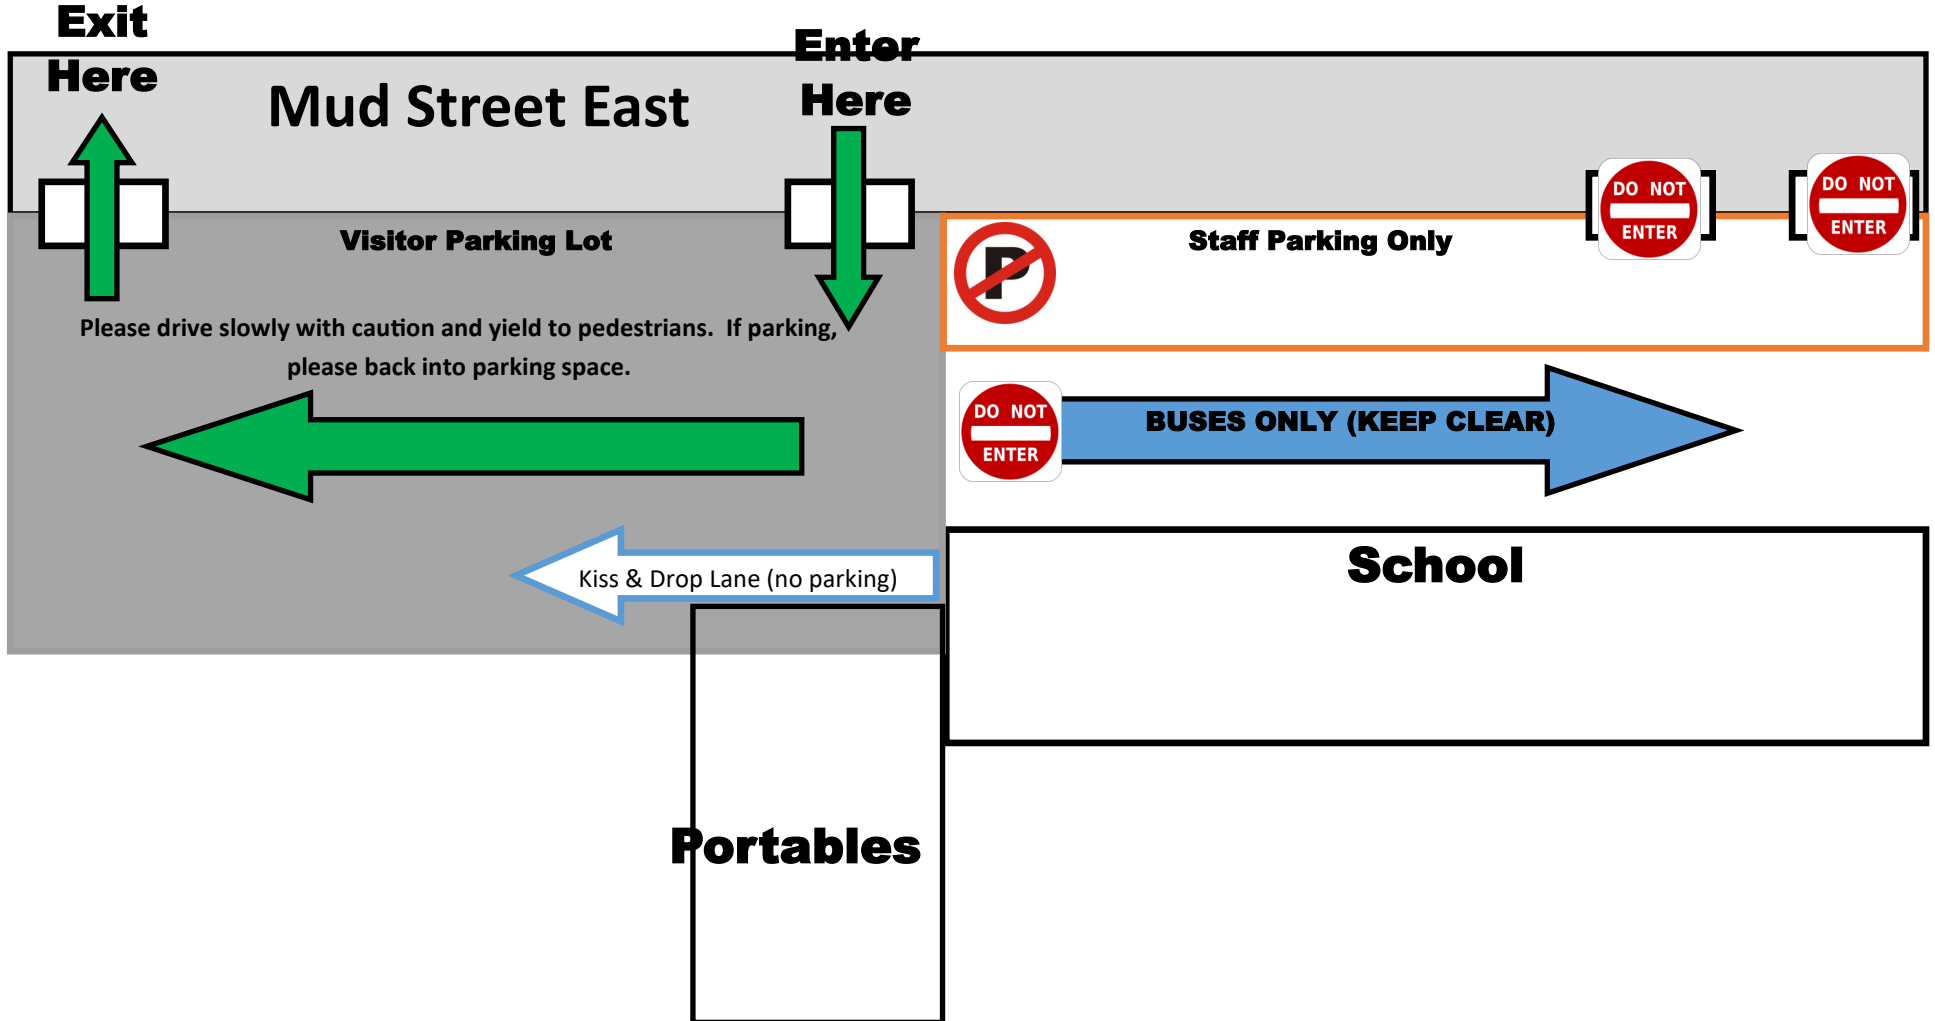 Exit
Here
Enter
Here
Mud Street East
DO NOT
ENTER
DO NOT
ENTER
Visitor Parking Lot
P
Staff Parking Only
Please drive slowly with caution and yield to pedestrians.  If parking,
please back into parking space.
DO NOT
ENTER
BUSES ONLY (KEEP CLEAR)
Kiss & Drop Lane (no parking)
School
Portables